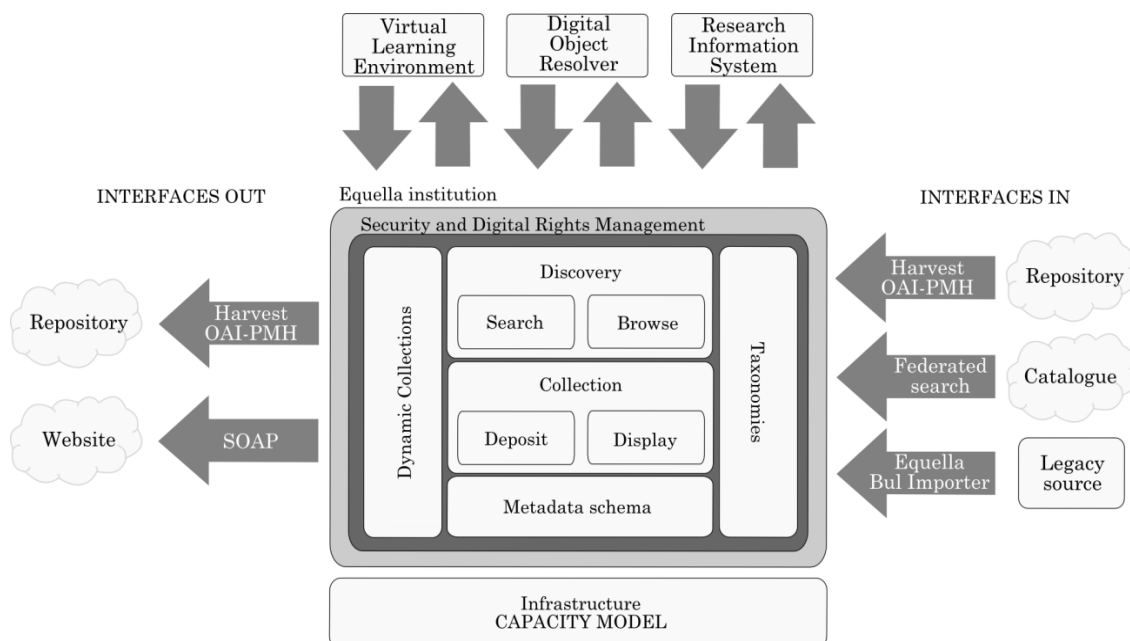 Virtual
Learning
Environment
Digital
Object
Resolver
Research
Information
System
INTERFACES OUT
Equella institution
INTERFACES IN
Security and Digital Rights Management
Repository
Harvest
OAI-PMH
Website
SOAP
Dynamic Collections
Discovery
Search
Browse
Collection
Deposit
Display
Metadata schema
Taxonomies
Harvest
OAI-PMH
Repository
Federated
search
Catalogue
Equella
Bul Importer
Legacy
source
Infrastructure
CAPACITY MODEL